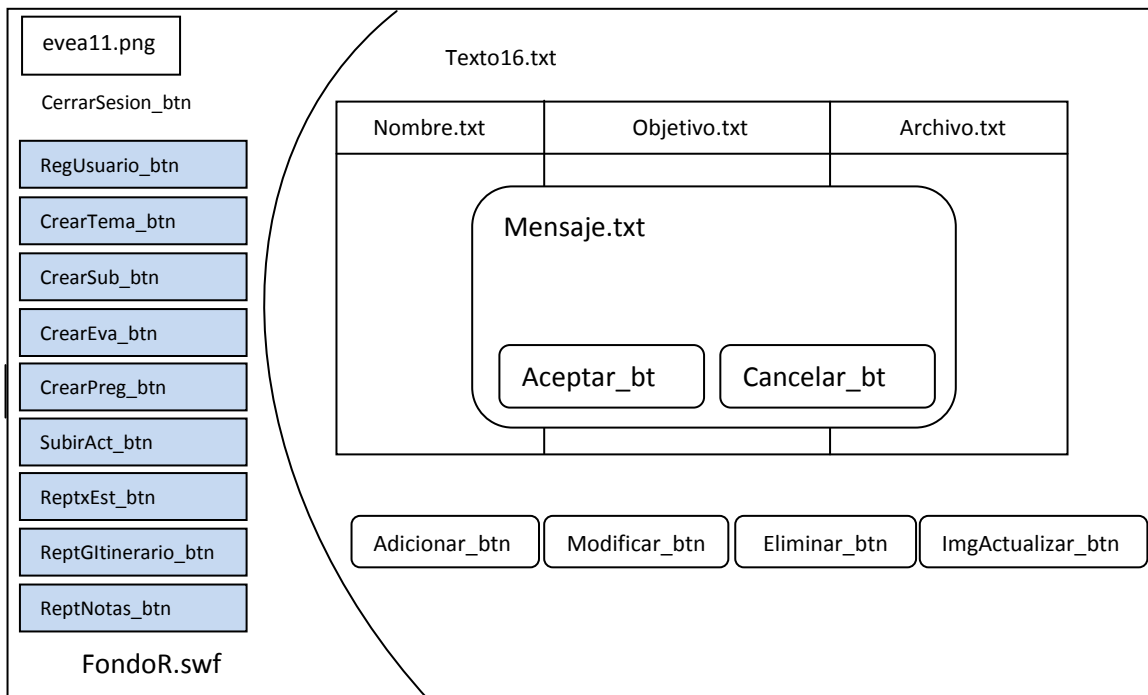 evea11.png
CerrarSesion_btn
RegUsuario_btn
CrearTema_btn
CrearSub_btn
CrearEva_btn
CrearPreg_btn
SubirAct_btn
ReptxEst_btn
ReptGItinerario_btn
ReptNotas_btn
FondoR.swf
Texto16.txt
Nombre.txt Objetivo.txt Archivo.txt
Mensaje.txt
Aceptar_bt Cancelar_bt
Adicionar_btn Modificar_btn Eliminar_btn ImgActualizar_btn